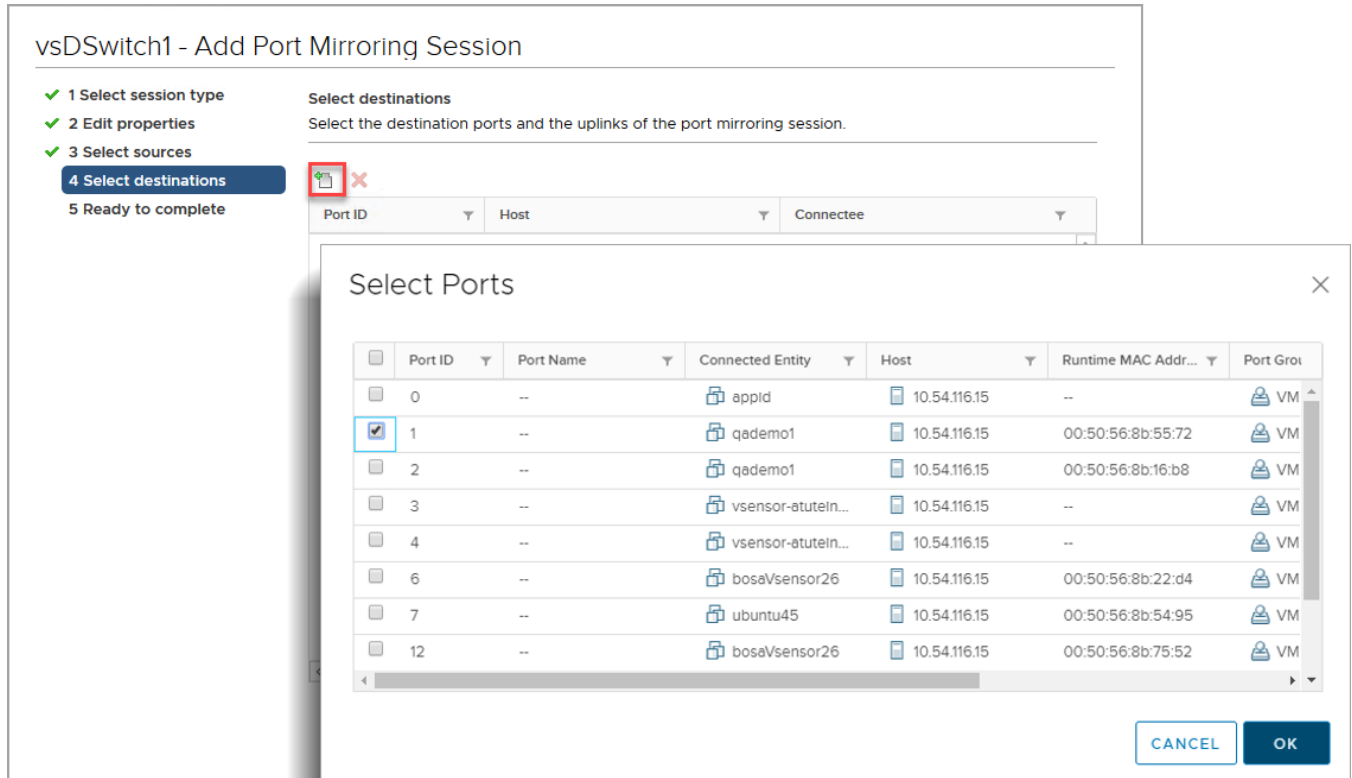 vsDSwitch1 - Add Port Mirroring Session
1 Select session type
2 Edit properties
3 Select sources
4 Select destinations
5 Ready to complete
Select destinations
Select the destination ports and the uplinks of the port mirroring session.
Port ID Host Connectee
Select Ports
Port ID Port Name Connected Entity Host Runtime MAC Addr... Port Grou
0 -- appid 10.54.116.15 -- VM
1 -- qademo1 10.54.116.15 00:50:56:8b:55:72 VM
2 -- qademo1 10.54.116.15 00:50:56:8b:16:b8 VM
3 -- vsensor-atutein... 10.54.116.15 -- VM
4 -- vsensor-atutein... 10.54.116.15 -- VM
6 -- bosaVsensor26 10.54.116.15 00:50:56:8b:22:d4 VM
7 -- ubuntu45 10.54.116.15 00:50:56:8b:54:95 VM
12 -- bosaVsensor26 10.54.116.15 00:50:56:8b:75:52 VM
CANCEL OK